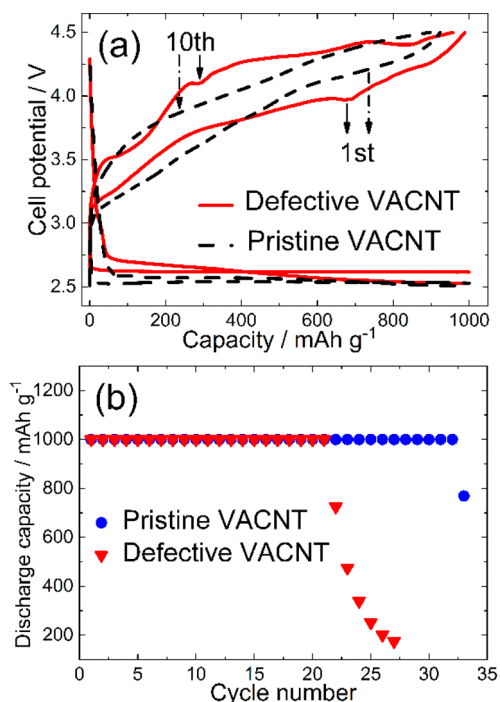 (a)
10th
1st
Defective VACNT
Pristine VACNT
Cell potential / V
4.5
4.0
3.5
3.0
2.5
0 200 400 600 800 1000
Capacity / mAh g⁻¹
(b)
Discharge capacity / mAh g⁻¹
1200
1000
800
600
400
200
Pristine VACNT
Defective VACNT
0 5 10 15 20 25 30 35
Cycle number